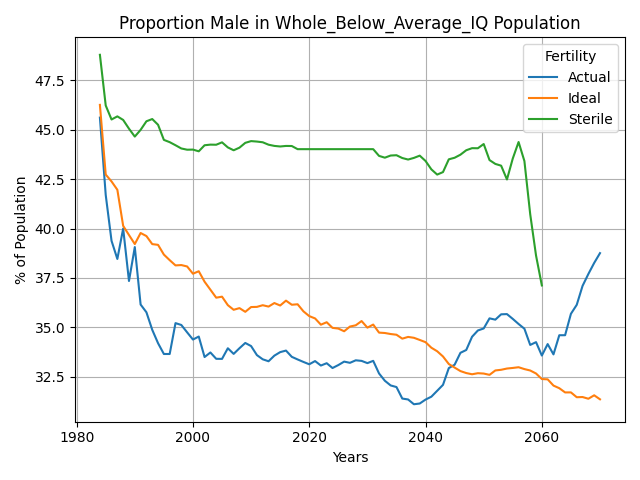 Proportion Male in Whole_Below_Average_IQ Population
Fertility
Actual
Ideal
Sterile
% of Population
47.5
45.0
42.5
40.0
37.5
35.0
32.5
1980
2000
2020
2040
2060
Years